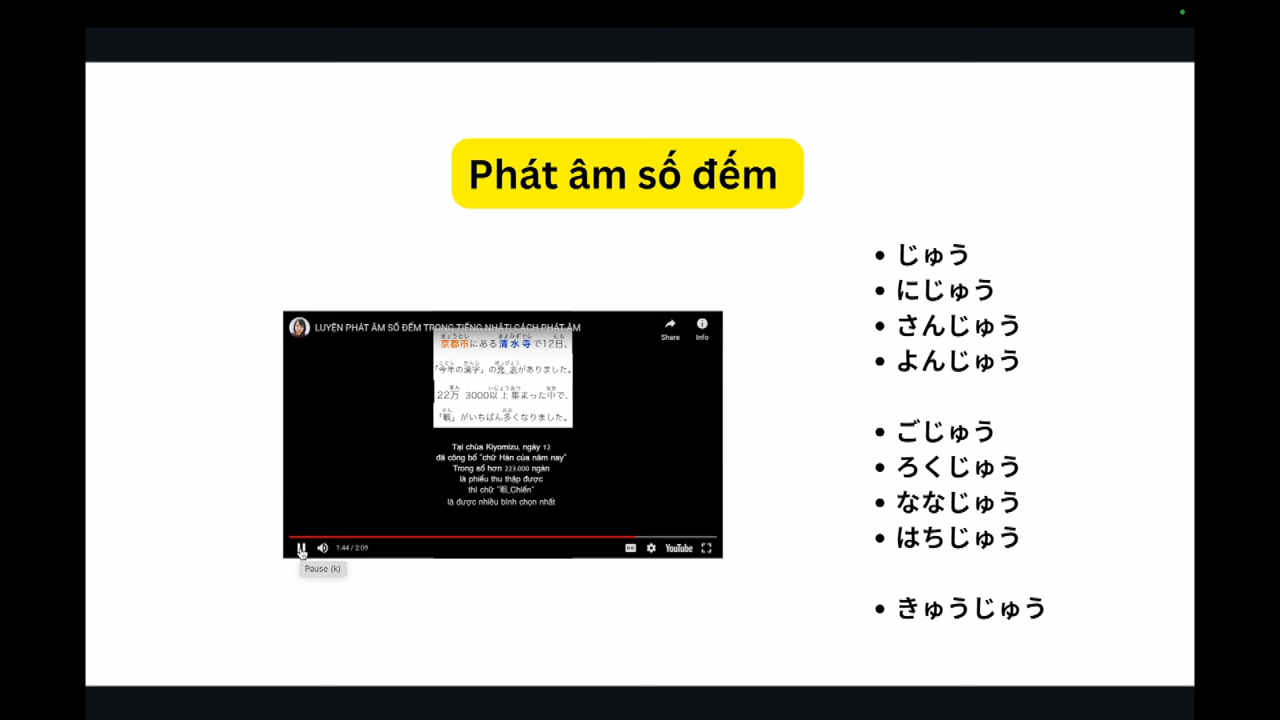 Phát âm số đếm
LUYỆN PHÁT ÂM SỐ ĐẾM TRONG TIẾNG NHẬT| CÁCH PHÁT ÂM
Share
Info
京都市にある清水寺で12日、
「今年の漢字」の発表がありました。
22万 3000以上集まった中で、
「戦」がいちばん多くなりました。
Tại chùa Kiyomizu, ngày 12
đã công bố "chữ Hán của năm nay"
Trong số hơn 223.000 ngàn
lá phiếu thu thập được
thì chữ "戦_Chiến"
là được nhiều bình chọn nhất
1:44 / 2:09
YouTube
Pause (k)
• じゅう
• にじゅう
• さんじゅう
• よんじゅう
• ごじゅう
• ろくじゅう
• ななじゅう
• はちじゅう
• きゅうじゅう